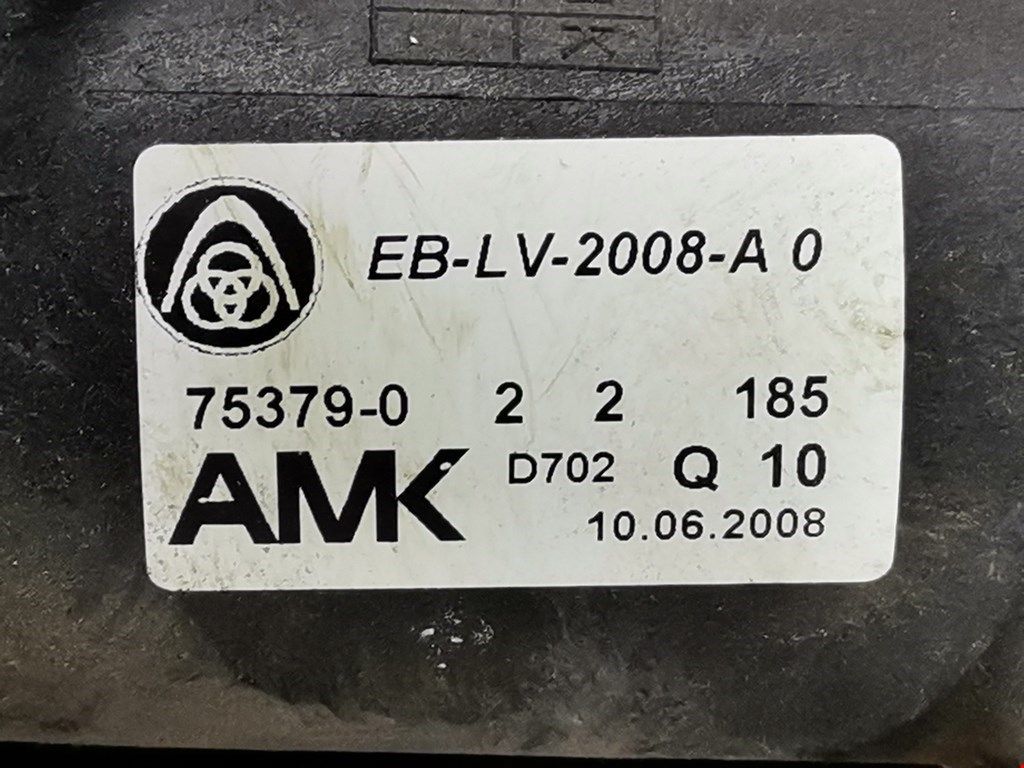 EB-LV-2008-A 0
75379-0 2 2 185
AMK D702 Q 10
10.06.2008